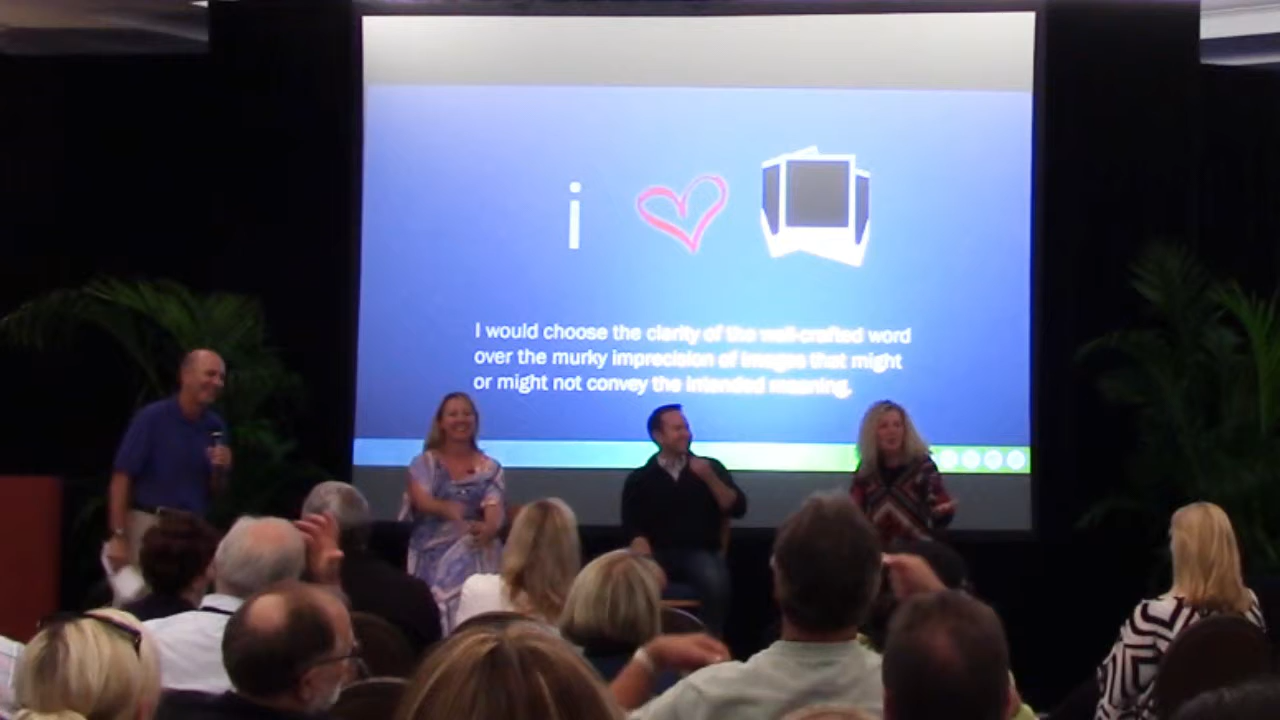 i
I would choose the clarity of the well-crafted word
over the murky imprecision of images that might
or might not convey the intended meaning.